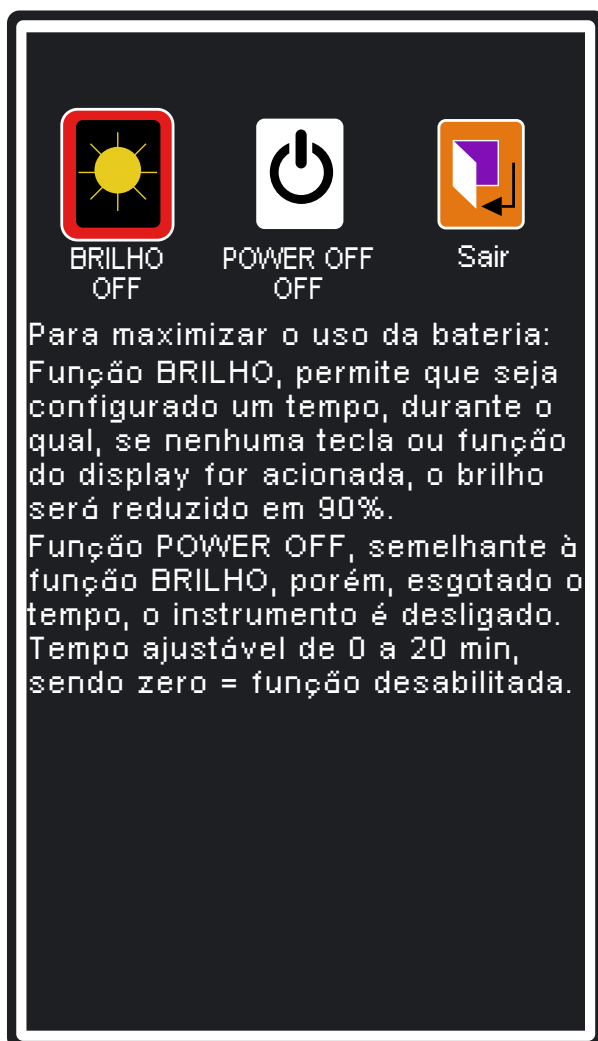 BRILHO
OFF
POWER OFF
OFF
Sair
Para maximizar o uso da bateria:
Função BRILHO, permite que seja
configurado um tempo, durante o
qual, se nenhuma tecla ou função
do display for acionada, o brilho
será reduzido em 90%.
Função POWER OFF, semelhante à
função BRILHO, porém, esgotado o
tempo, o instrumento é desligado.
Tempo ajustável de 0 a 20 min,
sendo zero = função desabilitada.